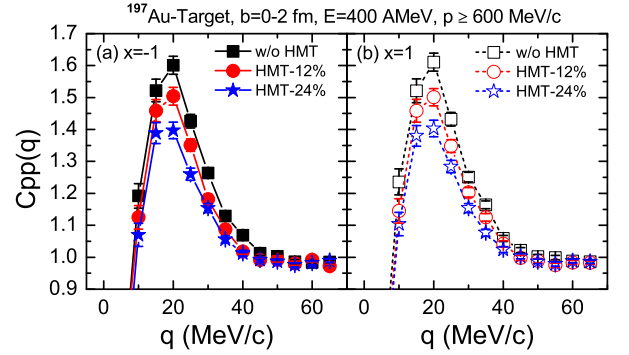 ¹⁹⁷Au-Target, b=0-2 fm, E=400 AMeV, p ≥ 600 MeV/c
(a) x=-1
w/o HMT
HMT-12%
HMT-24%
(b) x=1
w/o HMT
HMT-12%
HMT-24%
Cpp(q)
1.7
1.6
1.5
1.4
1.3
1.2
1.1
1.0
0.9
0 20 40 60
0 20 40 60
q (MeV/c)
q (MeV/c)